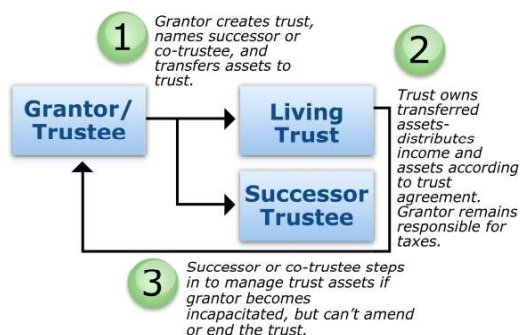 1
Grantor creates trust,
names successor or
co-trustee, and
transfers assets to
trust.
2
Grantor/
Trustee
Living
Trust
Successor
Trustee
Trust owns
transferred
assets-
distributes
income and
assets according
to trust
agreement.
Grantor remains
responsible for
taxes.
3
Successor or co-trustee steps
in to manage trust assets if
grantor becomes
incapacitated, but can't amend
or end the trust.